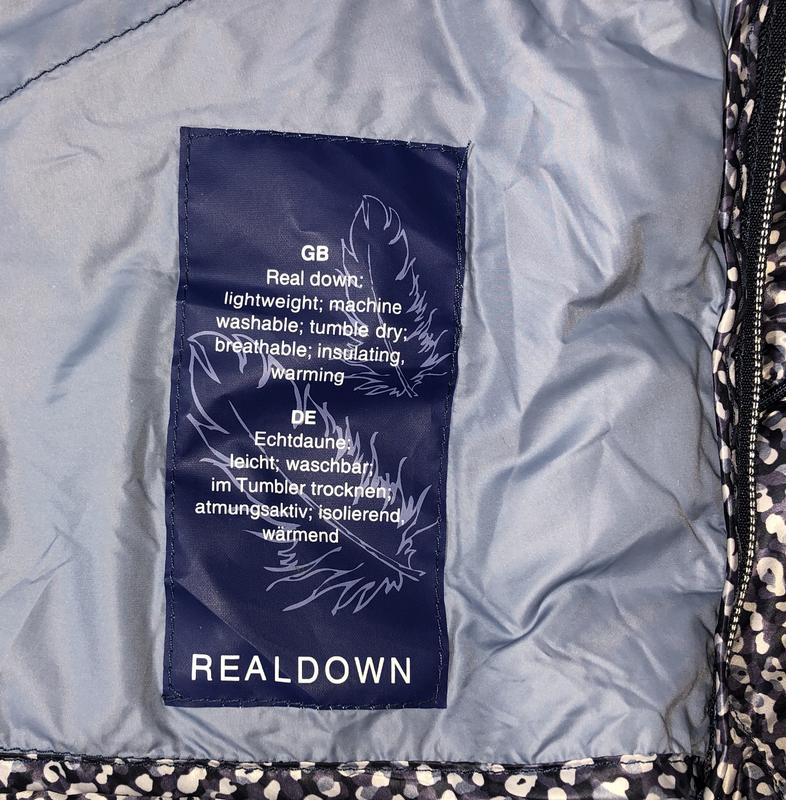 GB
Real down:
lightweight; machine
washable; tumble dry;
breathable; insulating,
warming
DE
Echtdaune:
leicht; waschbar;
im Tumbler trocknen;
atmungsaktiv; isolierend,
wärmend
REALDOWN